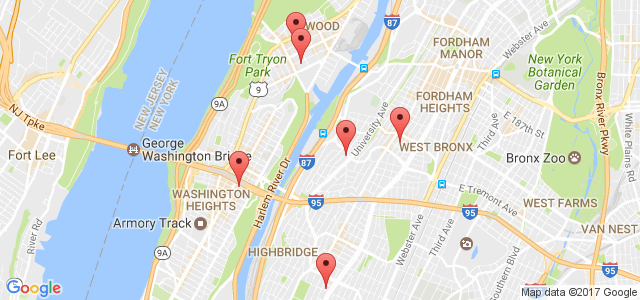 WOOD
87
Webster Ave
FORDHAM
MANOR
Fort Tryon
Park
New York
Botanical
Garden
9
NEW JERSEY
NEW YORK
9A
FORDHAM
HEIGHTS
Bronx River Pkwy
NJ Tpke
University Ave
E 187th St
White Plains Rd
George
Washington Bridge
WEST BRONX
Third Ave
Fort Lee
Bronx Zoo
87
WASHINGTON
HEIGHTS
Harlem River Dr
E Tremont Ave
95
95
WEST FARMS
Armory Track
Webster Ave
VAN NEST
River Rd
9A
HIGHBRIDGE
Third Ave
Southern Blvd
95
Google
Map data ©2017 Google